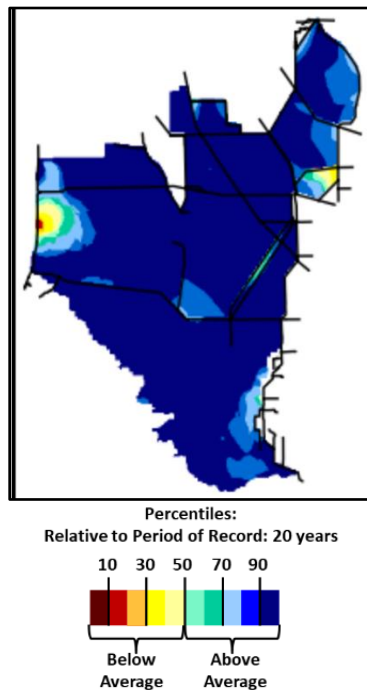 Percentiles:
Relative to Period of Record: 20 years
10 30 50 70 90
Below Above
Average Average